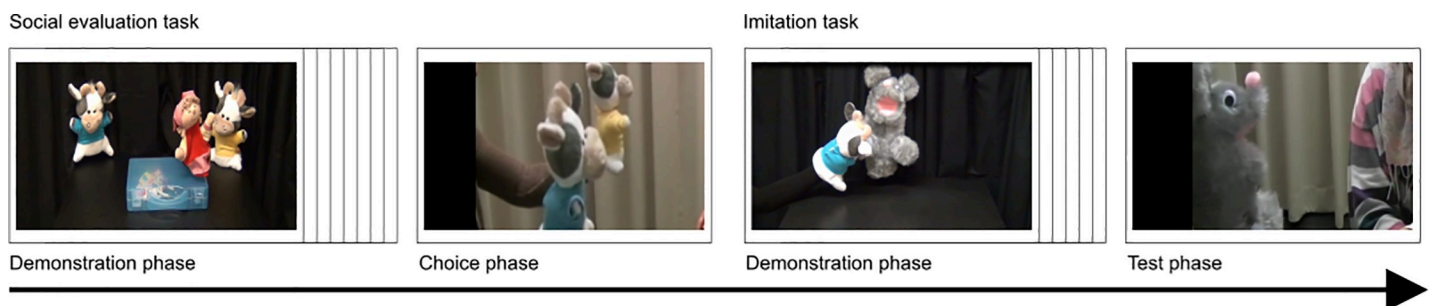 Social evaluation task
Imitation task
Demonstration phase
Choice phase
Demonstration phase
Test phase